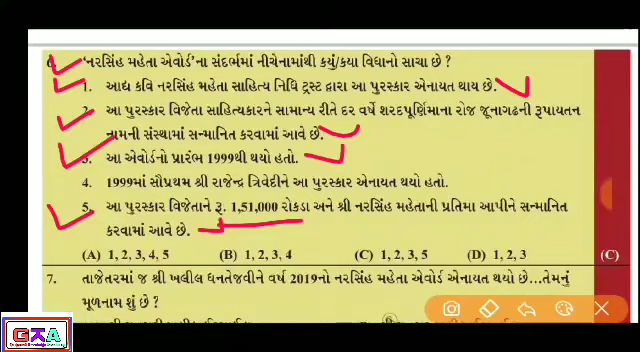 6. 'નરસિંહ મહેતા એવોર્ડ'ના સંદર્ભમાં નીચેનામાંથી કયું/કયા વિધાનો સાચા છે ?
1. આદ્ય કવિ નરસિંહ મહેતા સાહિત્ય નિધિ ટ્રસ્ટ દ્વારા આ પુરસ્કાર એનાયત થાય છે.
2. આ પુરસ્કાર વિજેતા સાહિત્યકારને સામાન્ય રીતે દર વર્ષે શરદપૂર્ણિમાના રોજ જૂનાગઢની રૂપાયતન
નામની સંસ્થામાં સન્માનિત કરવામાં આવે છે.
3. આ એવોર્ડનો પ્રારંભ 1999થી થયો હતો.
4. 1999માં સૌપ્રથમ શ્રી રાજેન્દ્ર ત્રિવેદીને આ પુરસ્કાર એનાયત થયો હતો.
5. આ પુરસ્કાર વિજેતાને રૂ. 1,51,000 રોકડા અને શ્રી નરસિંહ મહેતાની પ્રતિમા આપીને સન્માનિત
કરવામાં આવે છે.
(A) 1, 2, 3, 4, 5 (B) 1, 2, 3, 4 (C) 1, 2, 3, 5 (D) 1, 2, 3 (C)
7. તાજેતરમાં જ શ્રી ખલીલ ધનતેજવીને વર્ષ 2019નો નરસિંહ મહેતા એવોર્ડ એનાયત થયો છે...તેમનું
મૂળનામ શું છે ?
GKA